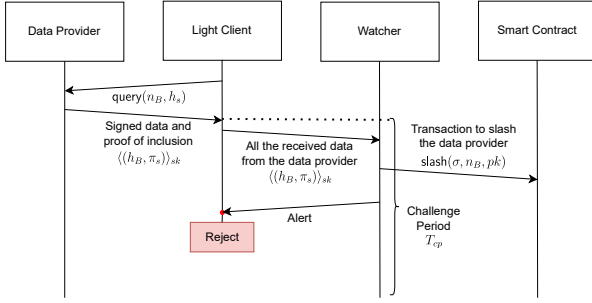 Data Provider
Light Client
Watcher
Smart Contract
query(n_B, h_s)
Signed data and
proof of inclusion
⟨(h_B, π_s)⟩_sk
All the received data
from the data provider
⟨(h_B, π_s)⟩_sk
Transaction to slash
the data provider
slash(σ, n_B, pk)
Alert
Reject
Challenge
Period
T_cp